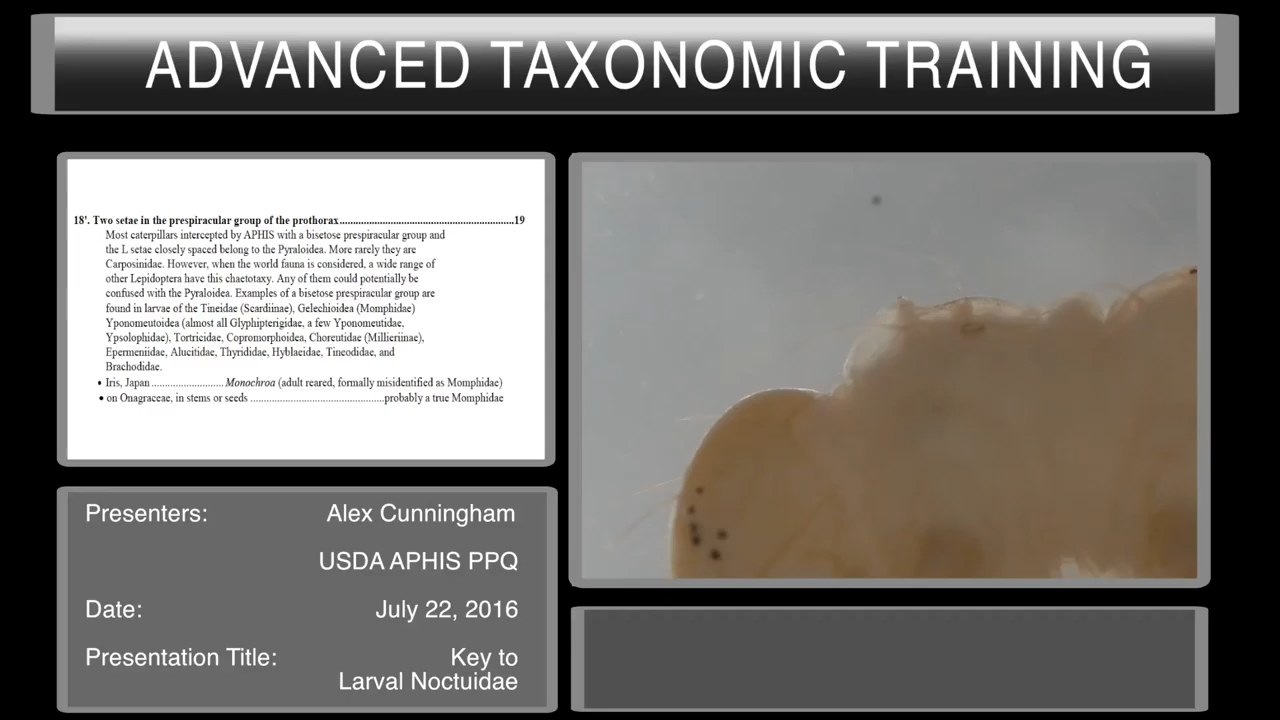 ADVANCED TAXONOMIC TRAINING
18'. Two setae in the prespiracular group of the prothorax..................................................................19
Most caterpillars intercepted by APHIS with a bisetose prespiracular group and
the L setae closely spaced belong to the Pyraloidea. More rarely they are
Carposinidae. However, when the world fauna is considered, a wide range of
other Lepidoptera have this chaetotaxy. Any of them could potentially be
confused with the Pyraloidea. Examples of a bisetose prespiracular group are
found in larvae of the Tineidae (Scardiinae), Gelechioidea (Momphidae)
Yponomeutoidea (almost all Glyphipterigidae, a few Yponomeutidae,
Ypsolophidae), Tortricidae, Copromorphoidea, Choreutidae (Millieriinae),
Epermeniidae, Alucitidae, Thyrididae, Hyblaeidae, Tineodidae, and
Brachodidae.
• Iris, Japan ........................... Monochroa (adult reared, formally misidentified as Momphidae)
• on Onagraceae, in stems or seeds ..................................................probably a true Momphidae
Presenters: Alex Cunningham
USDA APHIS PPQ
Date: July 22, 2016
Presentation Title: Key to
Larval Noctuidae